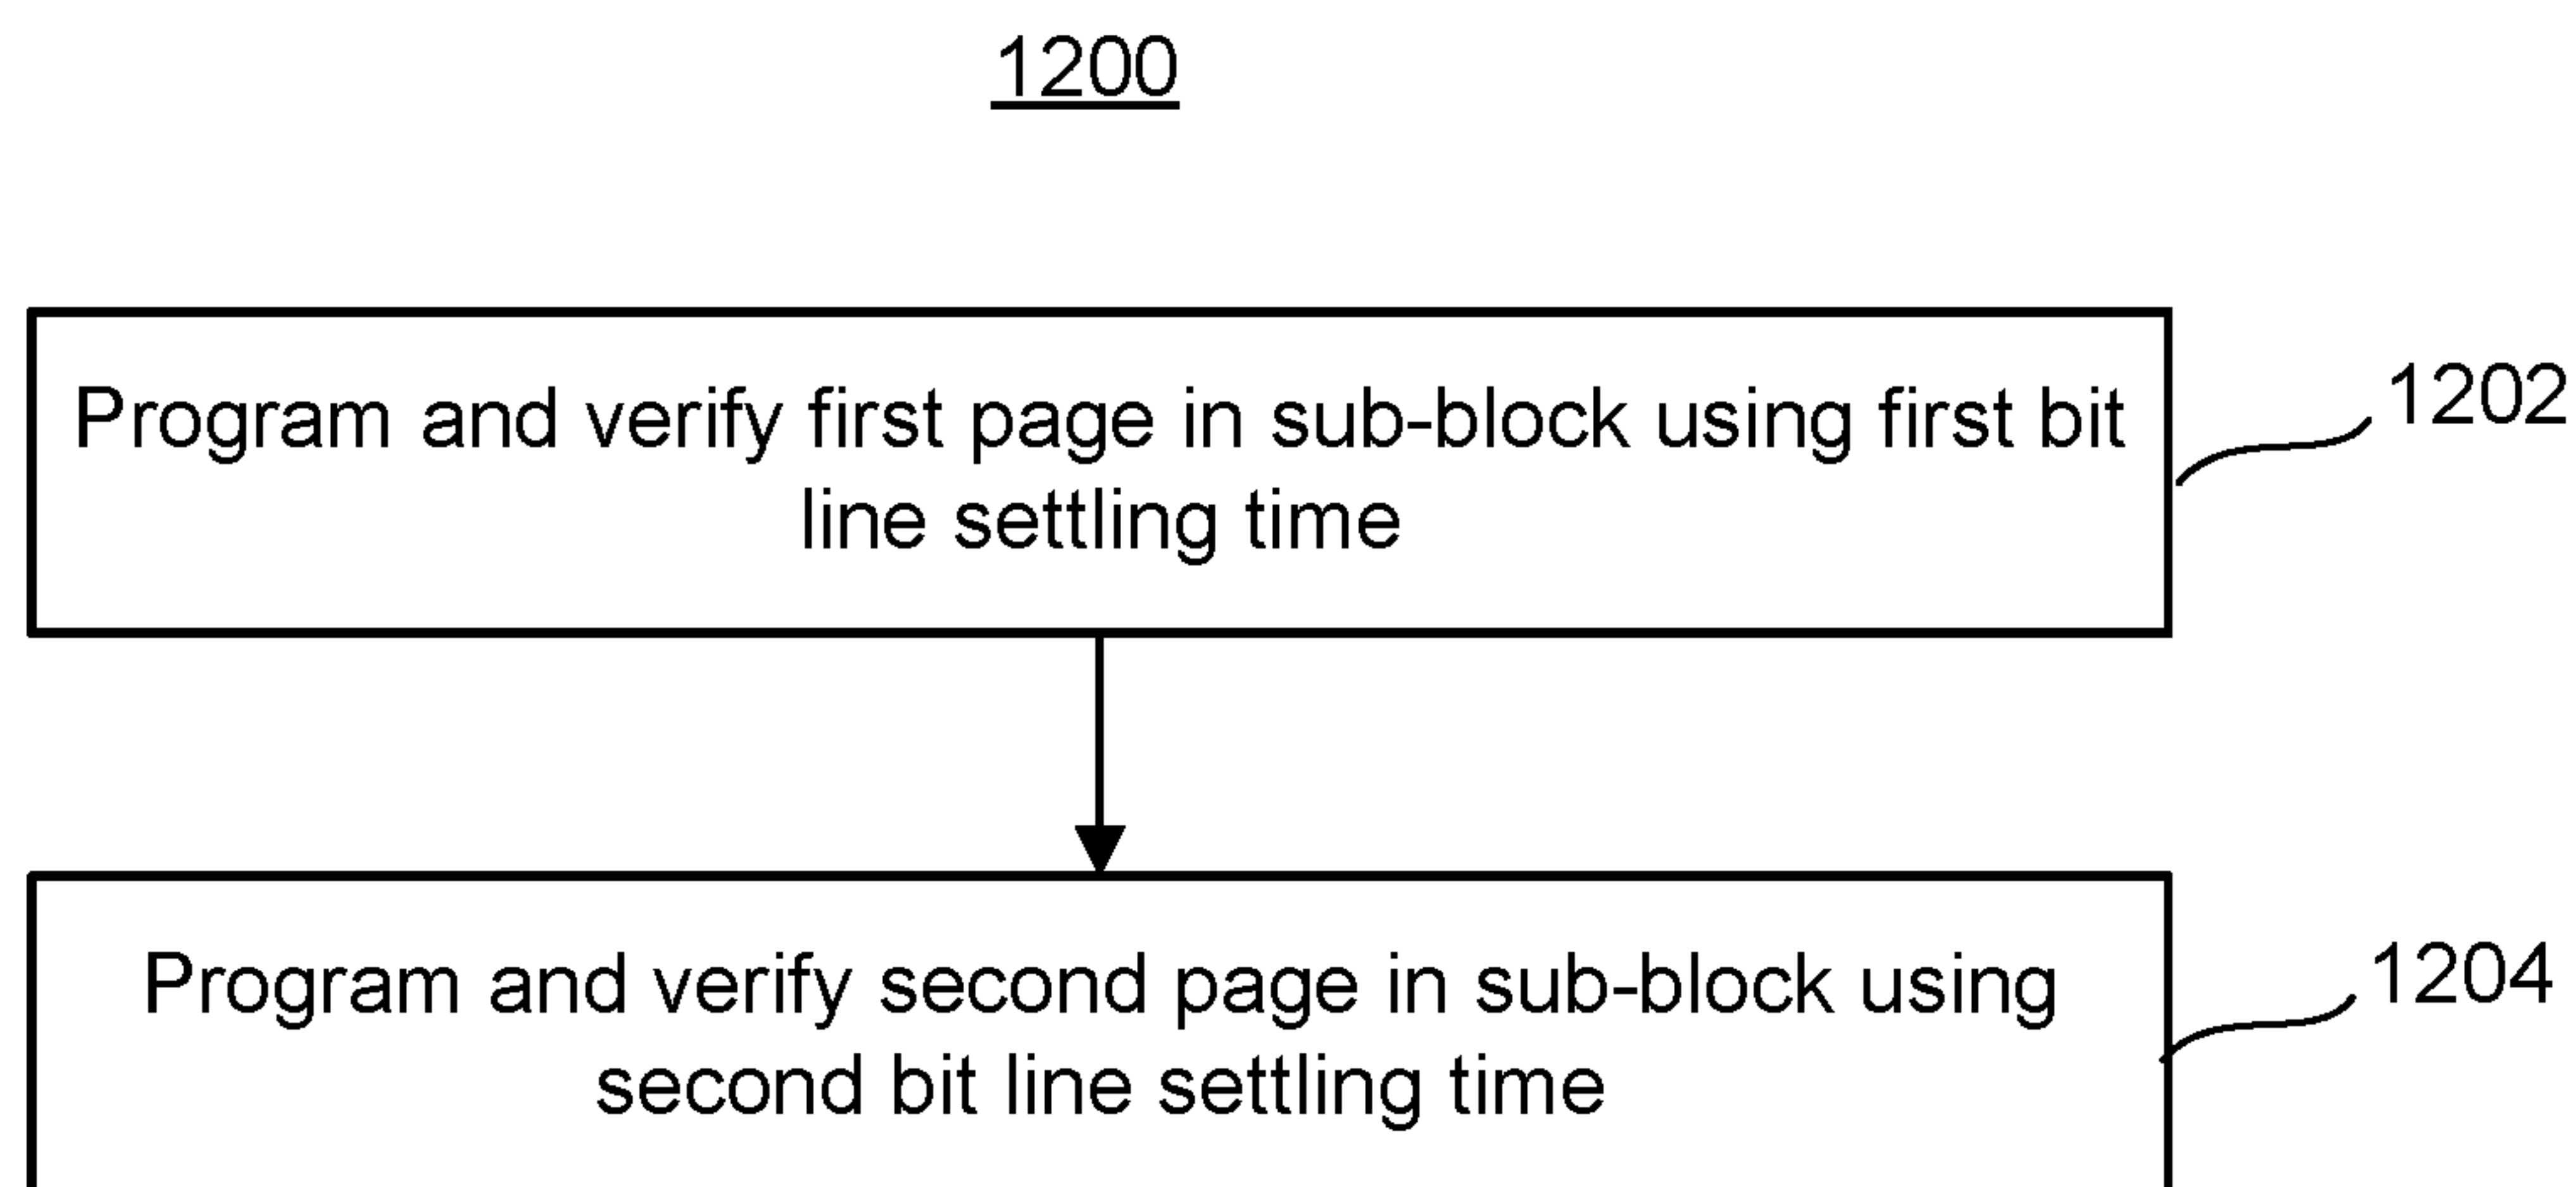 1200
Program and verify first page in sub-block using first bit
line settling time
1202
Program and verify second page in sub-block using
second bit line settling time
1204